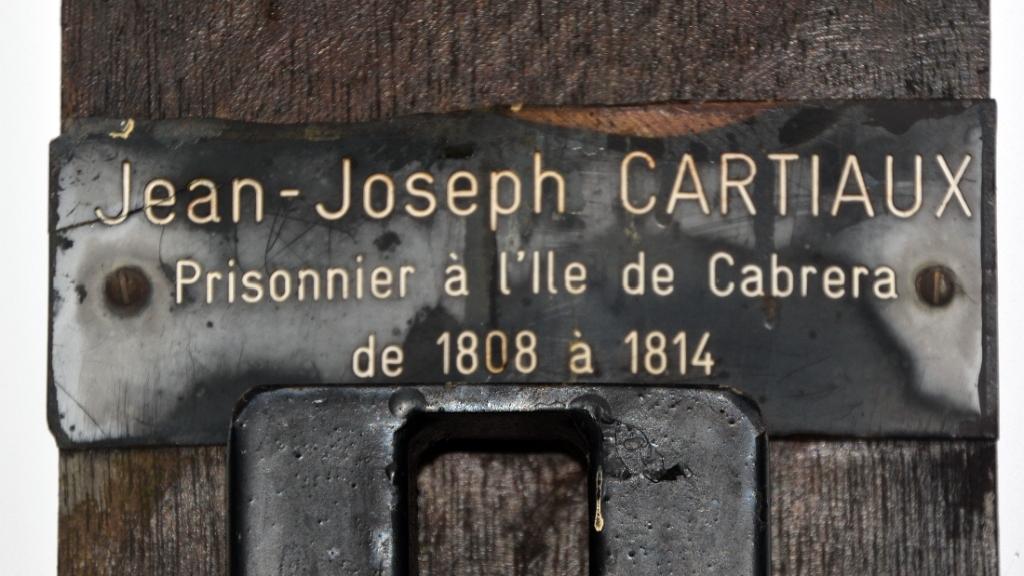 Jean-Joseph CARTIAUX
Prisonnier à l'Ile de Cabrera
de 1808 à 1814